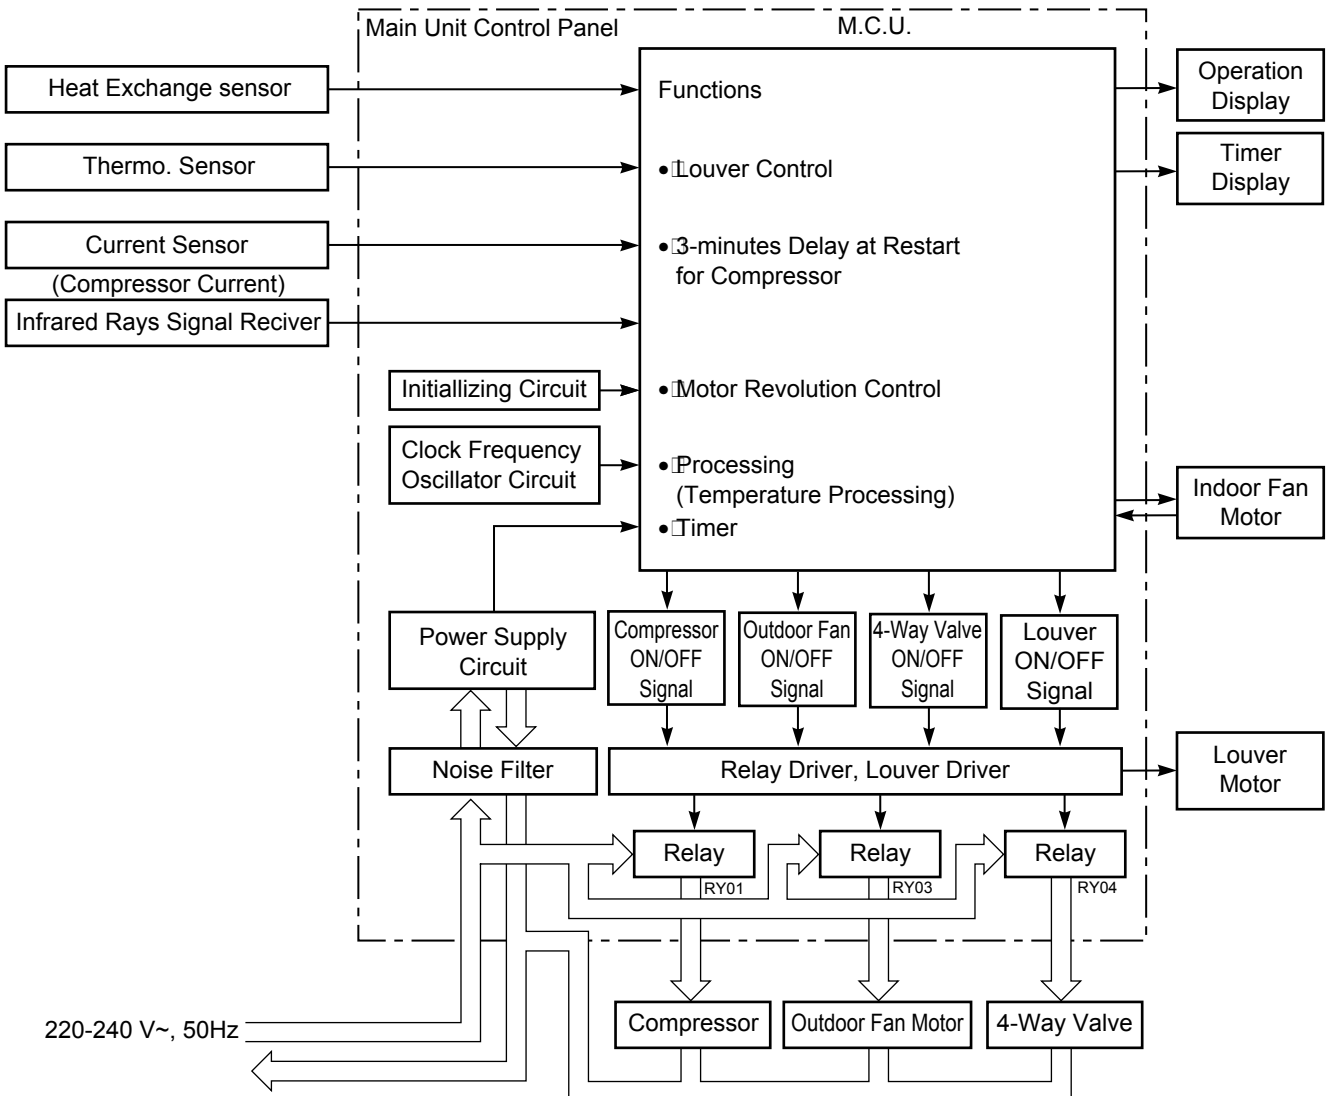 Main Unit Control Panel
M.C.U.
Heat Exchange sensor
Thermo. Sensor
Current Sensor
(Compressor Current)
Infrared Rays Signal Reciver
Functions
• Louver Control
• 3-minutes Delay at Restart
for Compressor
• Motor Revolution Control
• Processing
(Temperature Processing)
• Timer
Operation
Display
Timer
Display
Initiallizing Circuit
Clock Frequency
Oscillator Circuit
Indoor Fan
Motor
Power Supply
Circuit
Compressor
ON/OFF
Signal
Outdoor Fan
ON/OFF
Signal
4-Way Valve
ON/OFF
Signal
Louver
ON/OFF
Signal
Noise Filter
Relay Driver, Louver Driver
Louver
Motor
Relay
RY01
Relay
RY03
Relay
RY04
220-240 V~, 50Hz
Compressor
Outdoor Fan Motor
4-Way Valve